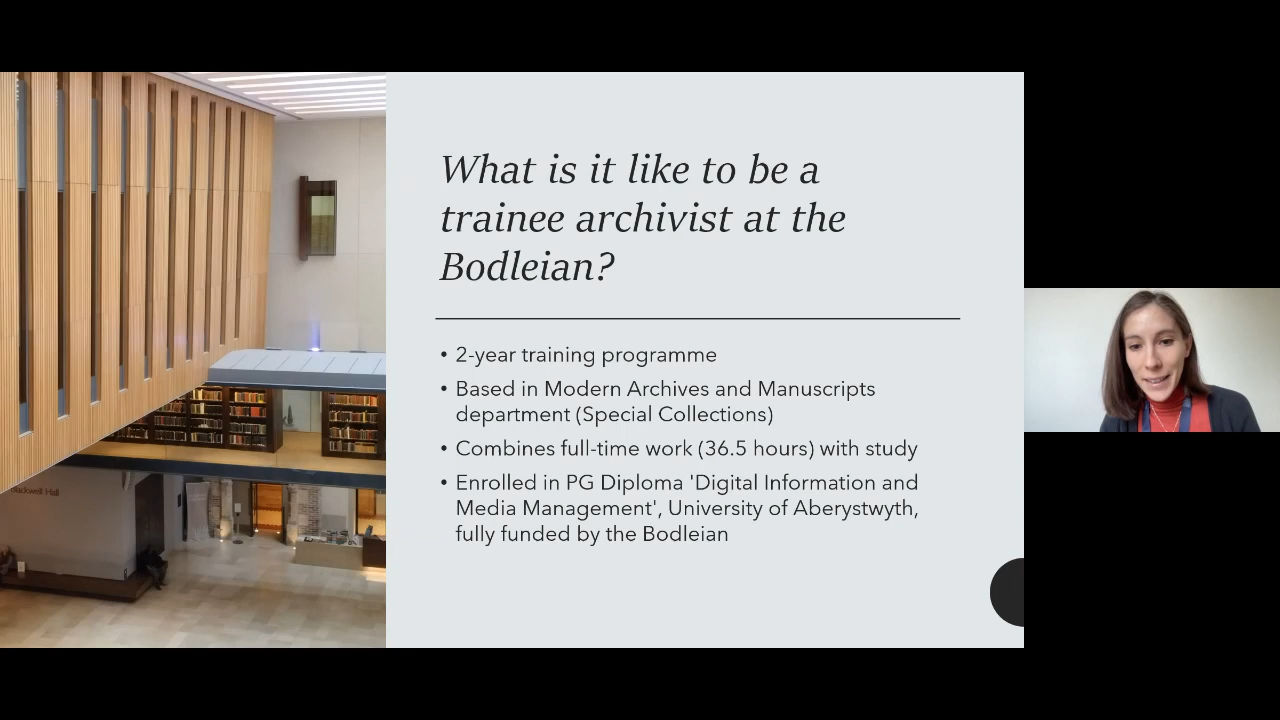 What is it like to be a
trainee archivist at the
Bodleian?
• 2-year training programme
• Based in Modern Archives and Manuscripts
department (Special Collections)
• Combines full-time work (36.5 hours) with study
• Enrolled in PG Diploma 'Digital Information and
Media Management', University of Aberystwyth,
fully funded by the Bodleian
Blackwell Hall